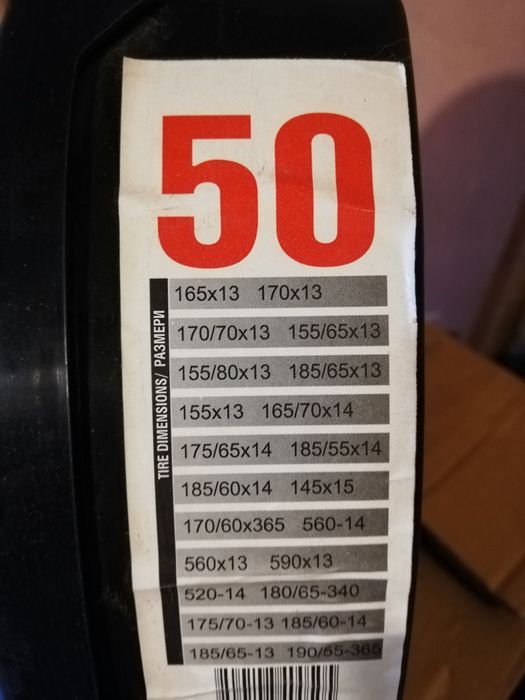 50
TIRE DIMENSIONS/ РАЗМЕРИ
165x13 170x13
170/70x13 155/65x13
155/80x13 185/65x13
155x13 165/70x14
175/65x14 185/55x14
185/60x14 145x15
170/60x365 560-14
560x13 590x13
520-14 180/65-340
175/70-13 185/60-14
185/65-13 190/55-365